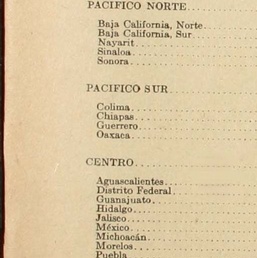 PACIFICO NORTE
Baja California, Norte
Baja California, Sur
Nayarit
Sinaloa
Sonora
PACIFICO SUR
Colima
Chiapas
Guerrero
Oaxaca
CENTRO
Aguascalientes
Distrito Federal
Guanajuato
Hidalgo
Jalisco
México
Michoacán
Morelos
Puebla